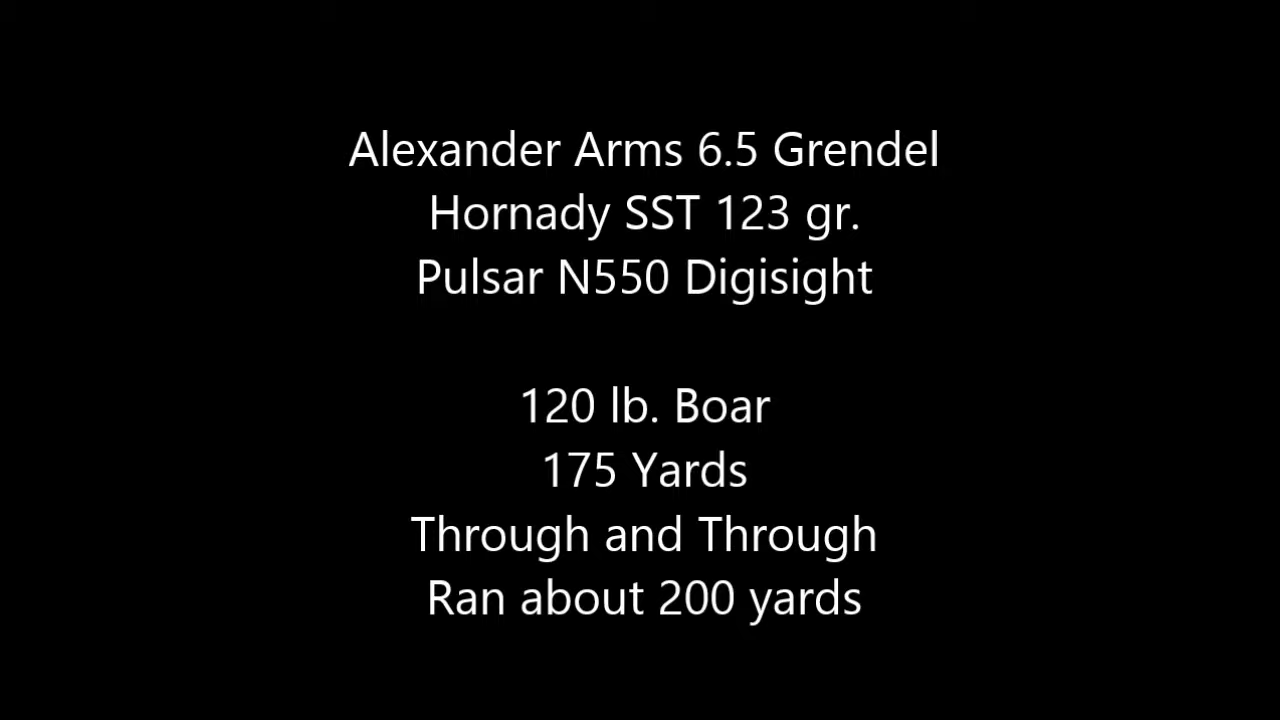 Alexander Arms 6.5 Grendel
Hornady SST 123 gr.
Pulsar N550 Digisight
120 lb. Boar
175 Yards
Through and Through
Ran about 200 yards